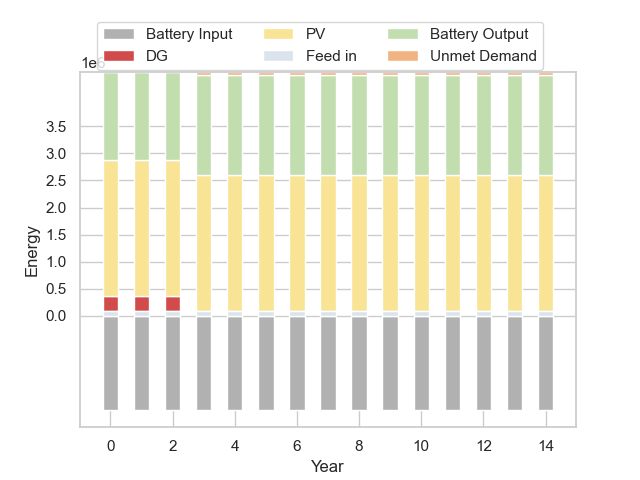 Battery Input PV Battery Output
DG Feed in Unmet Demand
1e6
3.5
3.0
2.5
2.0
1.5
1.0
0.5
0.0
Energy
0 2 4 6 8 10 12 14
Year